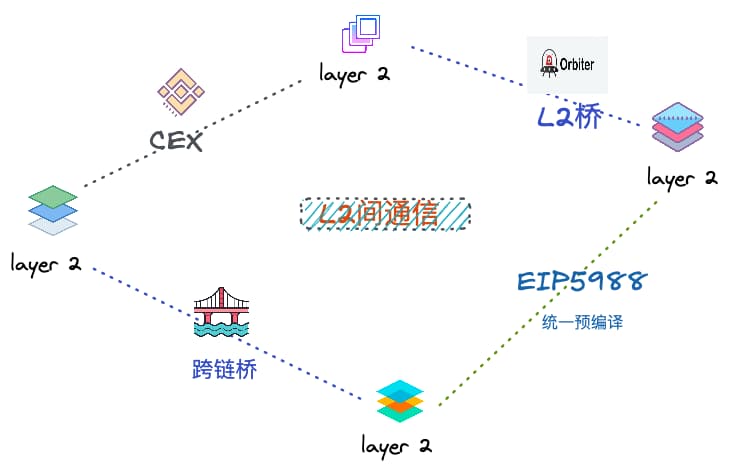 layer 2
Orbiter
L2桥
CEX
layer 2
L2间通信
layer 2
EIP5988
统一预编译
跨链桥
layer 2